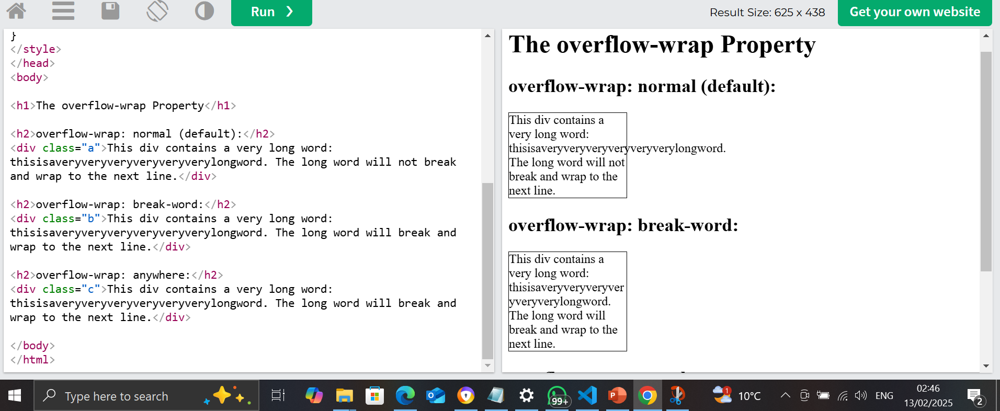 Run ❯
Result Size: 625 x 438
Get your own website
}
</style>
</head>
<body>
<h1>The overflow-wrap Property</h1>
<h2>overflow-wrap: normal (default):</h2>
<div class="a">This div contains a very long word:
thisisaveryveryveryveryveryverylongword. The long word will not break
and wrap to the next line.</div>
<h2>overflow-wrap: break-word:</h2>
<div class="b">This div contains a very long word:
thisisaveryveryveryveryveryverylongword. The long word will break and
wrap to the next line.</div>
<h2>overflow-wrap: anywhere:</h2>
<div class="c">This div contains a very long word:
thisisaveryveryveryveryveryverylongword. The long word will break and
wrap to the next line.</div>
</body>
</html>
The overflow-wrap Property
overflow-wrap: normal (default):
This div contains a
very long word:
thisisaveryveryveryveryveryverylongword.
The long word will not
break and wrap to the
next line.
overflow-wrap: break-word:
This div contains a
very long word:
thisisaveryveryveryver
yveryverylongword.
The long word will
break and wrap to the
next line.
Type here to search
99+
1
10°C
ENG
02:46
13/02/2025
2